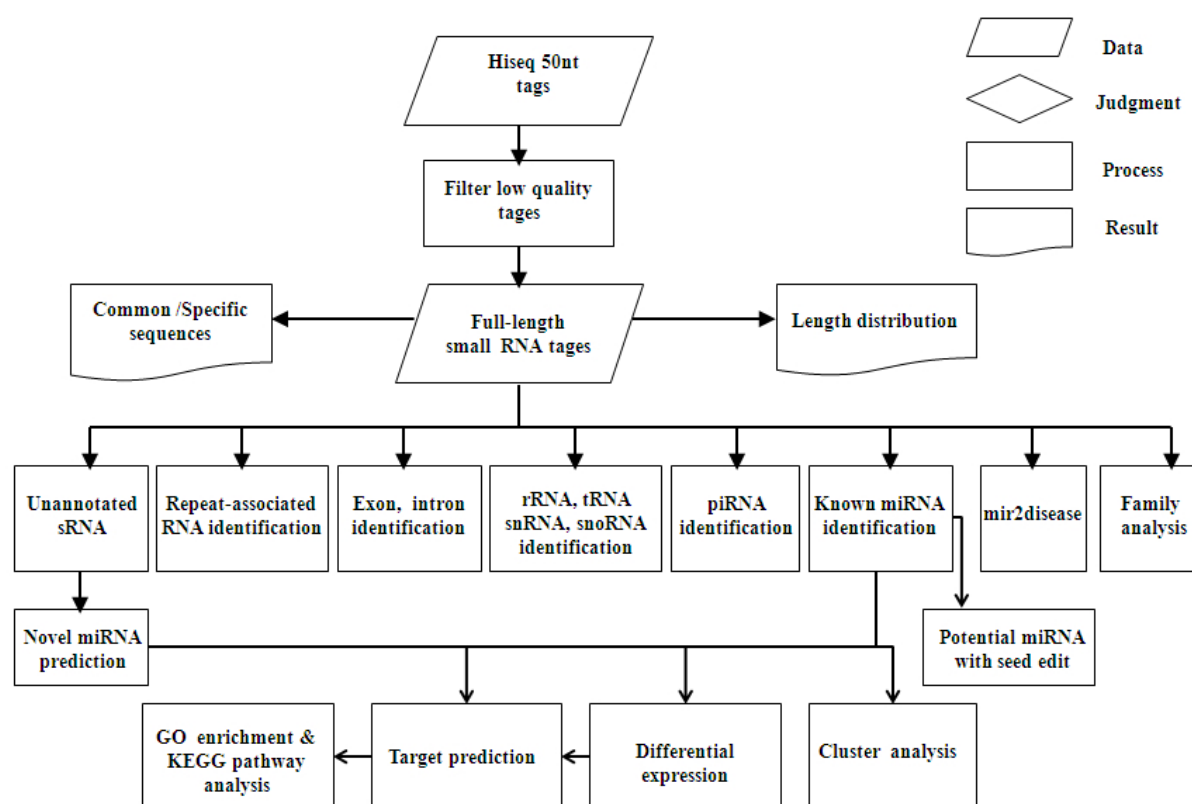 Hiseq 50nt
tags
Data
Judgment
Process
Result
Filter low quality
tages
Common /Specific
sequences
Full-length
small RNA tages
Length distribution
Unannotated
sRNA
Repeat-associated
RNA identification
Exon, intron
identification
rRNA, tRNA
snRNA, snoRNA
identification
piRNA
identification
Known miRNA
identification
mir2disease
Family
analysis
Novel miRNA
prediction
Potential miRNA
with seed edit
GO enrichment &
KEGG pathway
analysis
Target prediction
Differential
expression
Cluster analysis